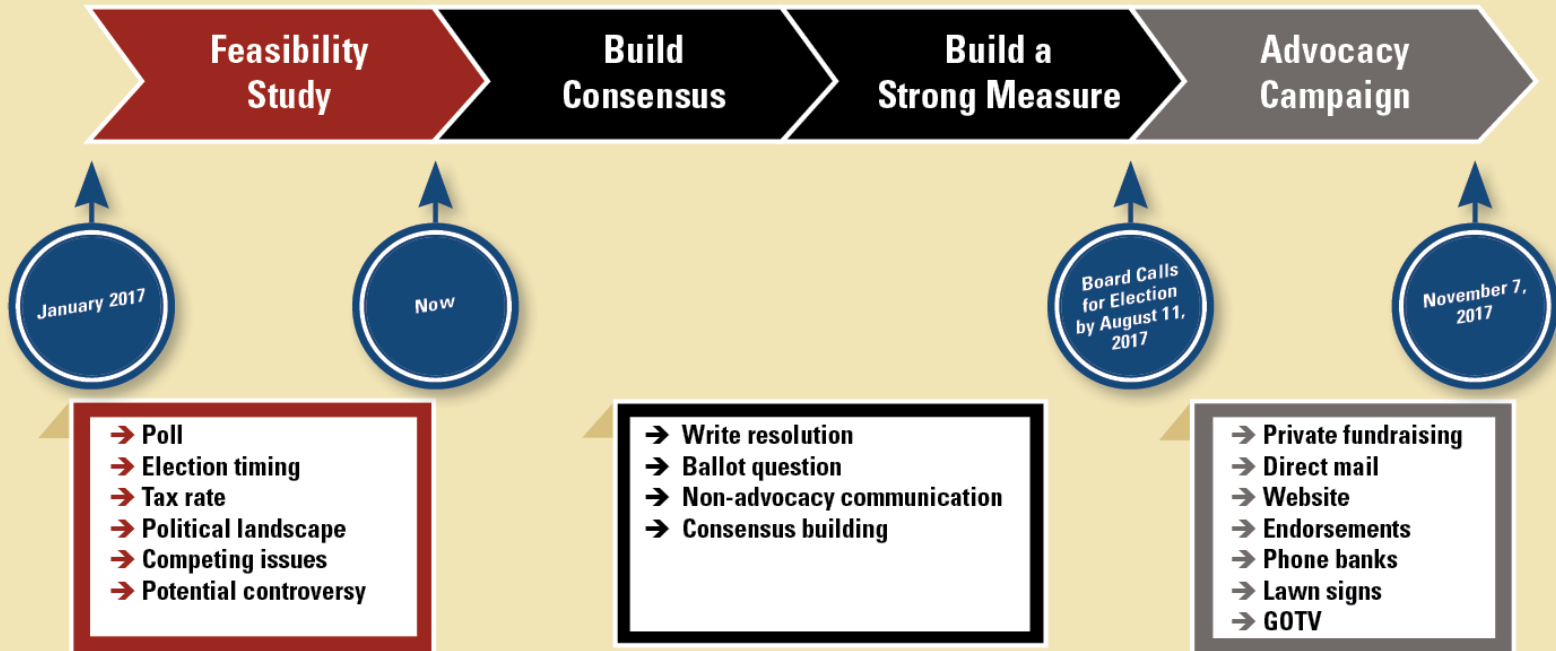 Feasibility
Study
Build
Consensus
Build a
Strong Measure
Advocacy
Campaign
January 2017
Now
Board Calls
for Election
by August 11,
2017
November 7,
2017
→ Poll
→ Election timing
→ Tax rate
→ Political landscape
→ Competing issues
→ Potential controversy
→ Write resolution
→ Ballot question
→ Non-advocacy communication
→ Consensus building
→ Private fundraising
→ Direct mail
→ Website
→ Endorsements
→ Phone banks
→ Lawn signs
→ GOTV